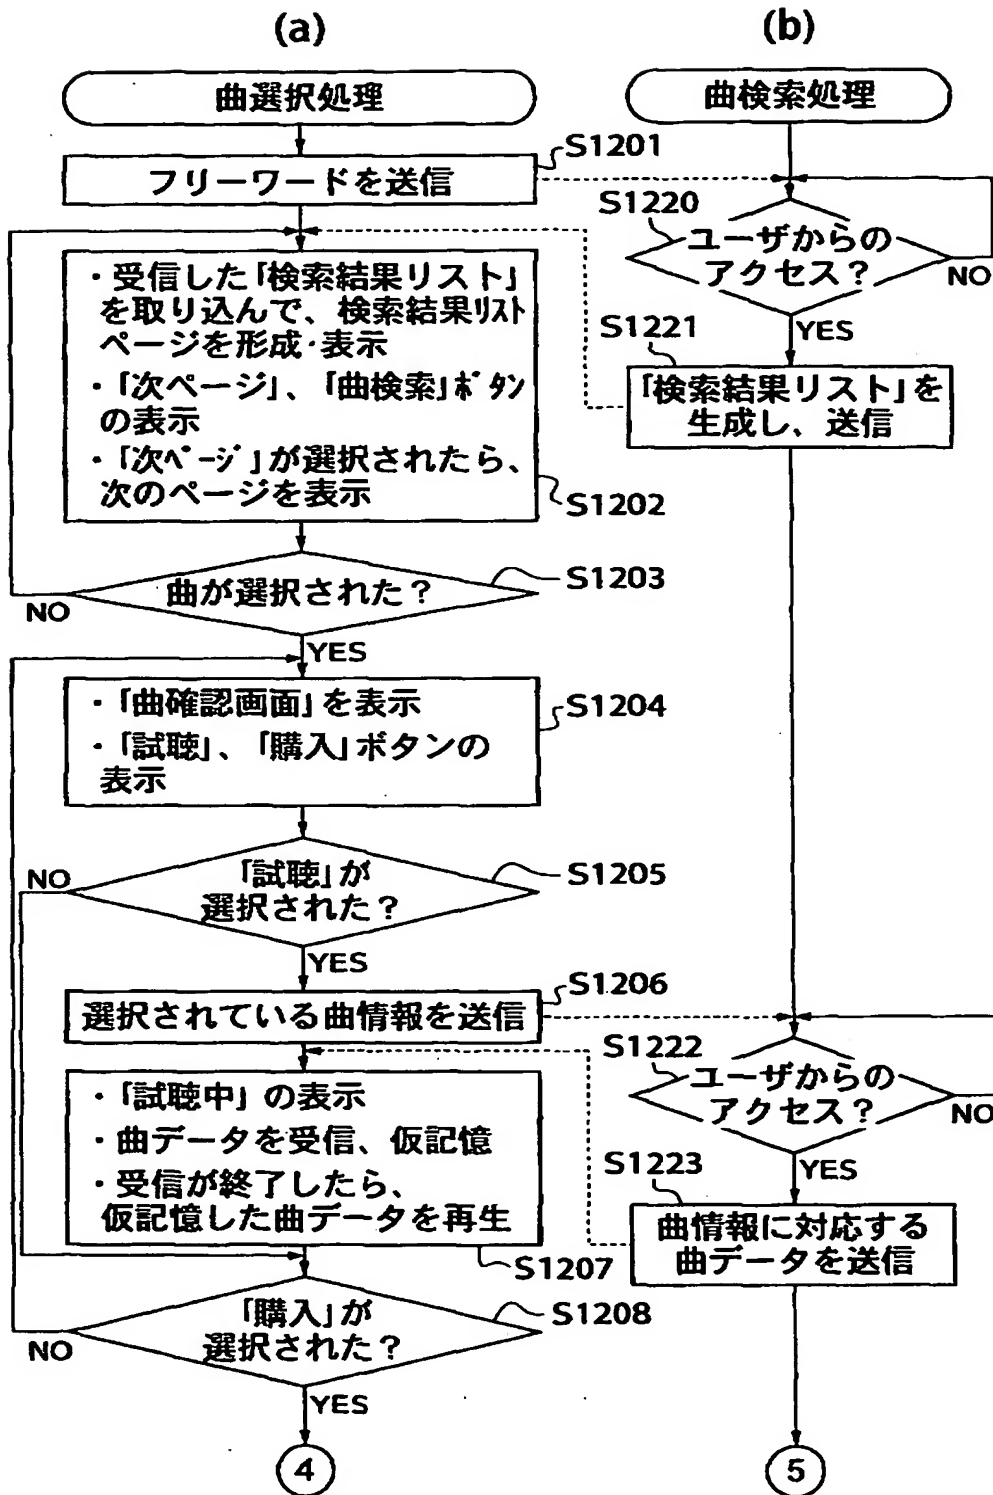 (a)
曲選択処理
S1201
フリーワードを送信
・受信した「検索結果リスト」
を取り込んで、検索結果リスト
ページを形成・表示
・「次ページ」、「曲検索」ボタン
の表示
・「次ページ」が選択されたら、
次のページを表示
S1202
曲が選択された？
S1203
NO
YES
・「曲確認画面」を表示
・「試聴」、「購入」ボタンの
表示
S1204
「試聴」が
選択された？
S1205
NO
YES
S1206
選択されている曲情報を送信
・「試聴中」の表示
・曲データを受信、仮記憶
・受信が終了したら、
仮記憶した曲データを再生
S1207
「購入」が
選択された？
S1208
NO
YES
4
(b)
曲検索処理
S1220
ユーザからの
アクセス？
NO
YES
S1221
「検索結果リスト」を
生成し、送信
S1222
ユーザからの
アクセス？
NO
YES
S1223
曲情報に対応する
曲データを送信
5